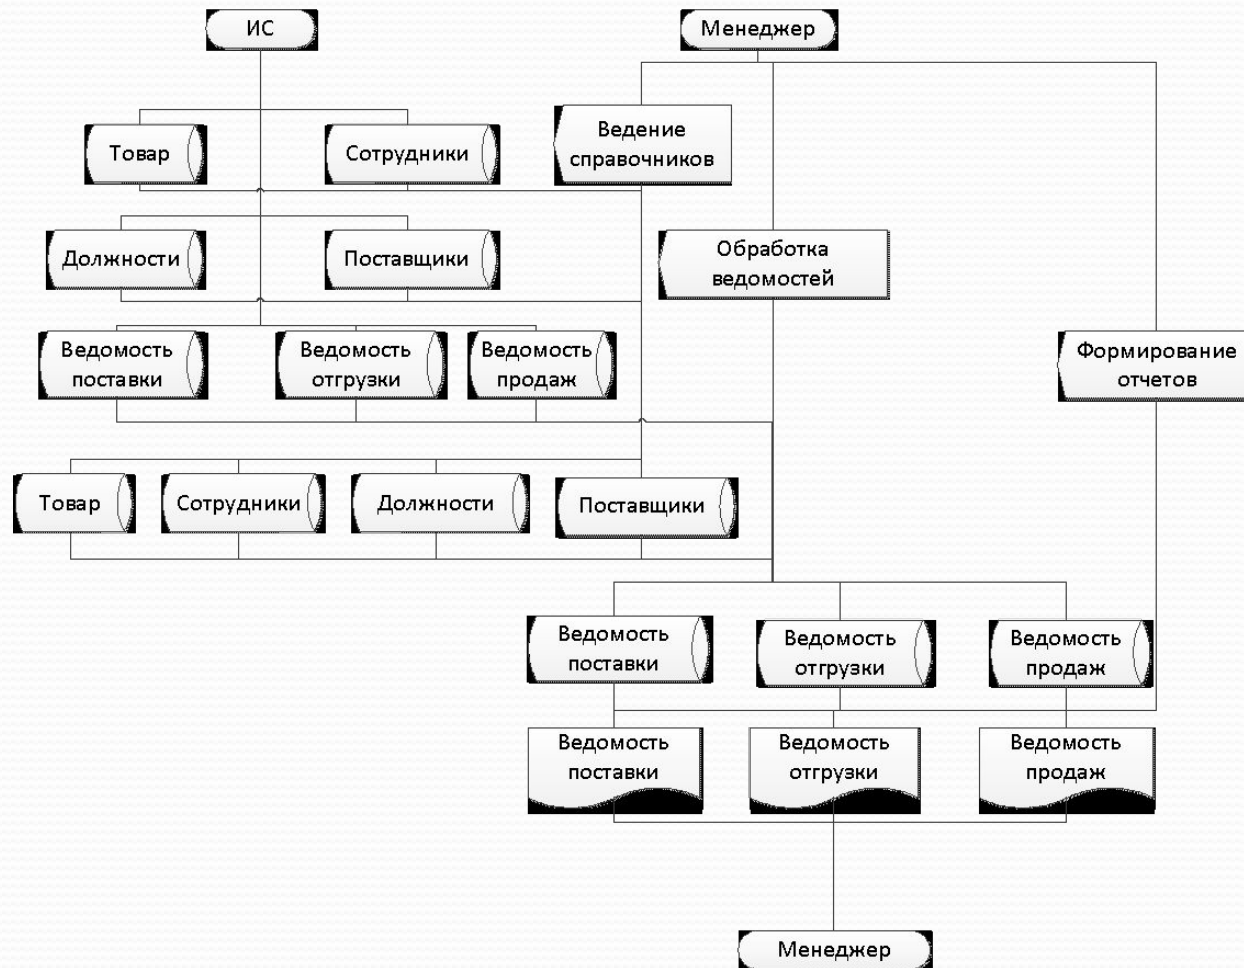 ИС
Менеджер
Ведение
справочников
Товар
Сотрудники
Должности
Поставщики
Обработка
ведомостей
Ведомость
поставки
Ведомость
отгрузки
Ведомость
продаж
Формирование
отчетов
Товар
Сотрудники
Должности
Поставщики
Ведомость
поставки
Ведомость
отгрузки
Ведомость
продаж
Ведомость
поставки
Ведомость
отгрузки
Ведомость
продаж
Менеджер